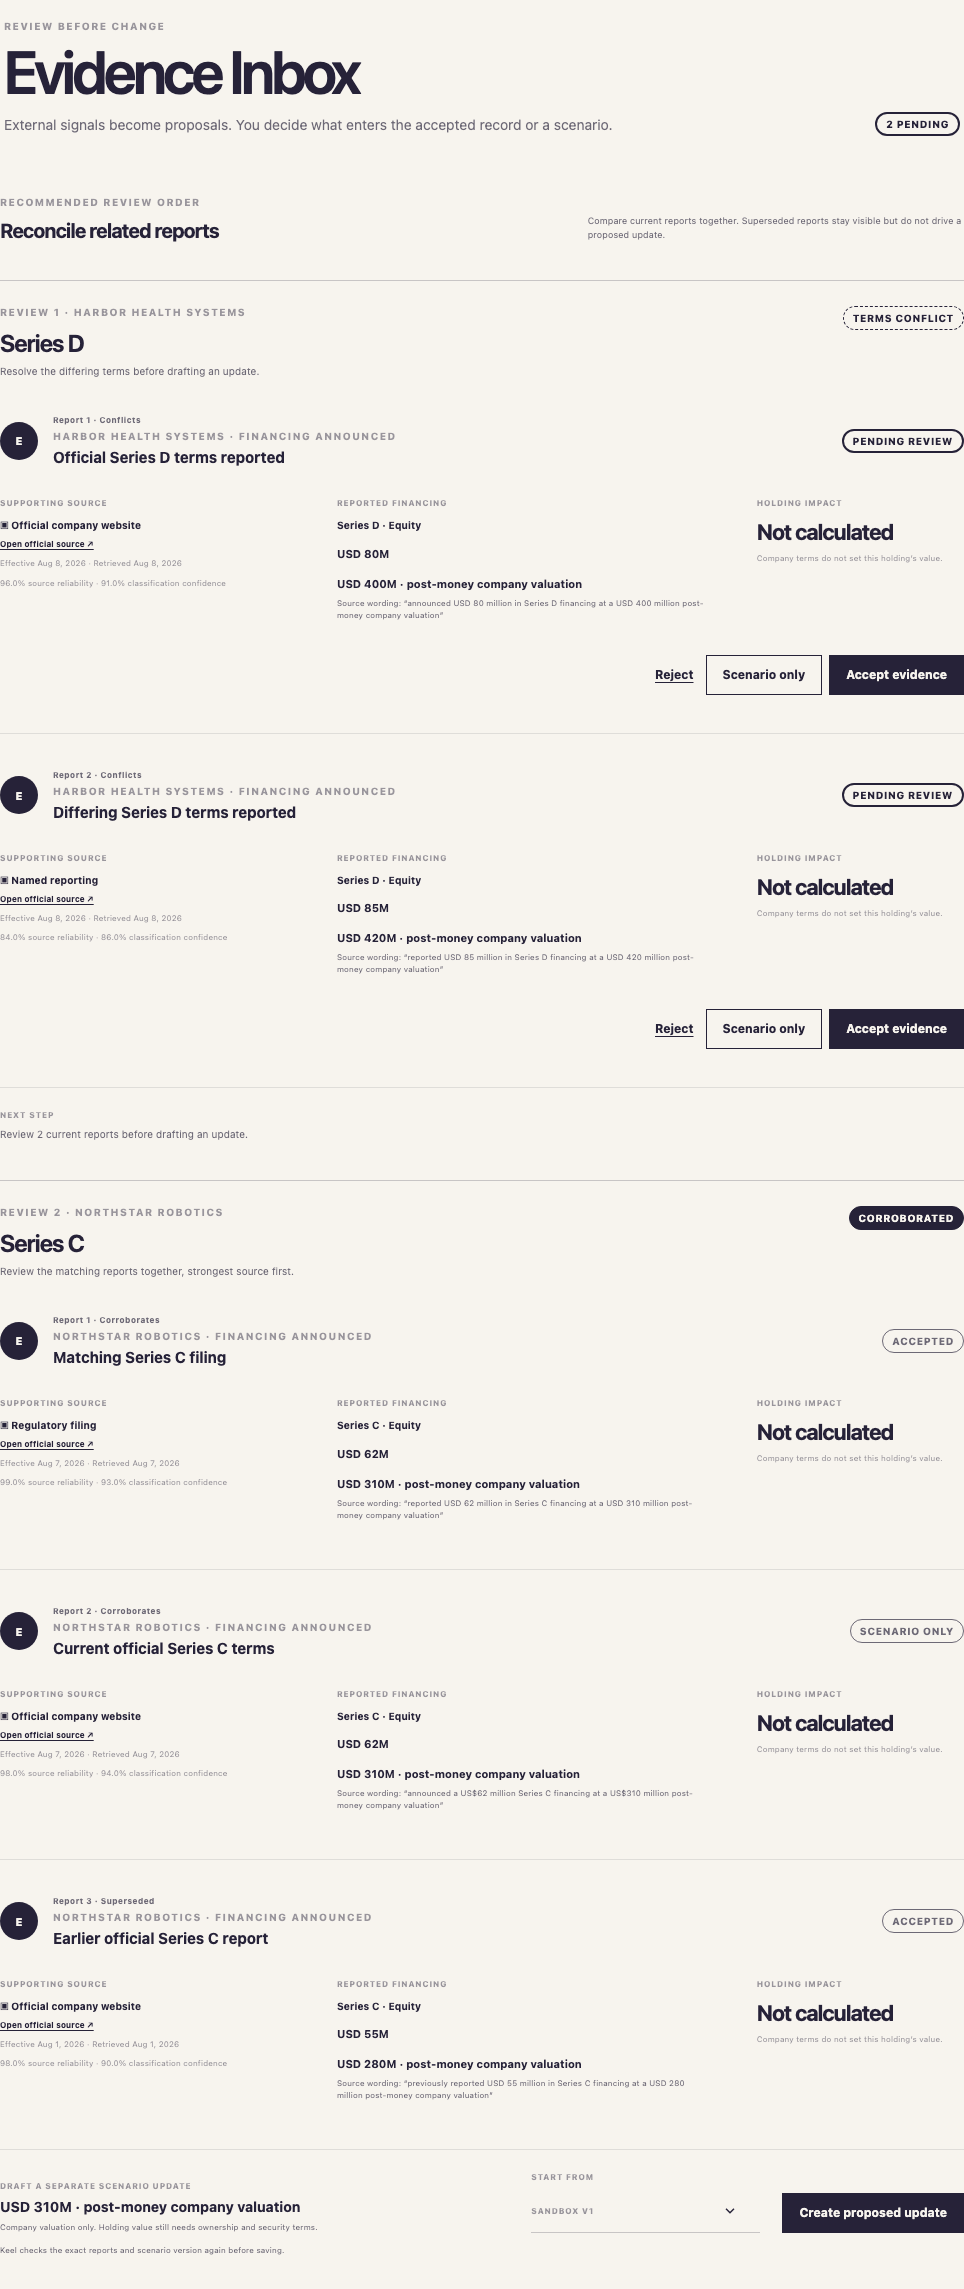 REVIEW BEFORE CHANGE
Evidence Inbox
External signals become proposals. You decide what enters the accepted record or a scenario.
2 PENDING
RECOMMENDED REVIEW ORDER
Reconcile related reports
Compare current reports together. Superseded reports stay visible but do not drive a
proposed update.
REVIEW 1 · HARBOR HEALTH SYSTEMS
TERMS CONFLICT
Series D
Resolve the differing terms before drafting an update.
E
Report 1 · Conflicts
HARBOR HEALTH SYSTEMS · FINANCING ANNOUNCED
Official Series D terms reported
PENDING REVIEW
SUPPORTING SOURCE
▣ Official company website
Open official source ↗
Effective Aug 8, 2026 · Retrieved Aug 8, 2026
96.0% source reliability · 91.0% classification confidence
REPORTED FINANCING
Series D · Equity
USD 80M
USD 400M · post-money company valuation
Source wording: “announced USD 80 million in Series D financing at a USD 400 million post-
money company valuation”
HOLDING IMPACT
Not calculated
Company terms do not set this holding's value.
Reject
Scenario only
Accept evidence
E
Report 2 · Conflicts
HARBOR HEALTH SYSTEMS · FINANCING ANNOUNCED
Differing Series D terms reported
PENDING REVIEW
SUPPORTING SOURCE
▣ Named reporting
Open official source ↗
Effective Aug 8, 2026 · Retrieved Aug 8, 2026
84.0% source reliability · 86.0% classification confidence
REPORTED FINANCING
Series D · Equity
USD 85M
USD 420M · post-money company valuation
Source wording: “reported USD 85 million in Series D financing at a USD 420 million post-
money company valuation”
HOLDING IMPACT
Not calculated
Company terms do not set this holding's value.
Reject
Scenario only
Accept evidence
NEXT STEP
Review 2 current reports before drafting an update.
REVIEW 2 · NORTHSTAR ROBOTICS
CORROBORATED
Series C
Review the matching reports together, strongest source first.
E
Report 1 · Corroborates
NORTHSTAR ROBOTICS · FINANCING ANNOUNCED
Matching Series C filing
ACCEPTED
SUPPORTING SOURCE
▣ Regulatory filing
Open official source ↗
Effective Aug 7, 2026 · Retrieved Aug 7, 2026
99.0% source reliability · 93.0% classification confidence
REPORTED FINANCING
Series C · Equity
USD 62M
USD 310M · post-money company valuation
Source wording: “reported USD 62 million in Series C financing at a USD 310 million post-
money company valuation”
HOLDING IMPACT
Not calculated
Company terms do not set this holding's value.
E
Report 2 · Corroborates
NORTHSTAR ROBOTICS · FINANCING ANNOUNCED
Current official Series C terms
SCENARIO ONLY
SUPPORTING SOURCE
▣ Official company website
Open official source ↗
Effective Aug 7, 2026 · Retrieved Aug 7, 2026
98.0% source reliability · 94.0% classification confidence
REPORTED FINANCING
Series C · Equity
USD 62M
USD 310M · post-money company valuation
Source wording: “announced a US$62 million Series C financing at a US$310 million post-
money company valuation”
HOLDING IMPACT
Not calculated
Company terms do not set this holding's value.
E
Report 3 · Superseded
NORTHSTAR ROBOTICS · FINANCING ANNOUNCED
Earlier official Series C report
ACCEPTED
SUPPORTING SOURCE
▣ Official company website
Open official source ↗
Effective Aug 1, 2026 · Retrieved Aug 1, 2026
98.0% source reliability · 90.0% classification confidence
REPORTED FINANCING
Series C · Equity
USD 55M
USD 280M · post-money company valuation
Source wording: “previously reported USD 55 million in Series C financing at a USD 280
million post-money company valuation”
HOLDING IMPACT
Not calculated
Company terms do not set this holding's value.
DRAFT A SEPARATE SCENARIO UPDATE
USD 310M · post-money company valuation
Company valuation only. Holding value still needs ownership and security terms.
Keel checks the exact reports and scenario version again before saving.
START FROM
SANDBOX V1
Create proposed update